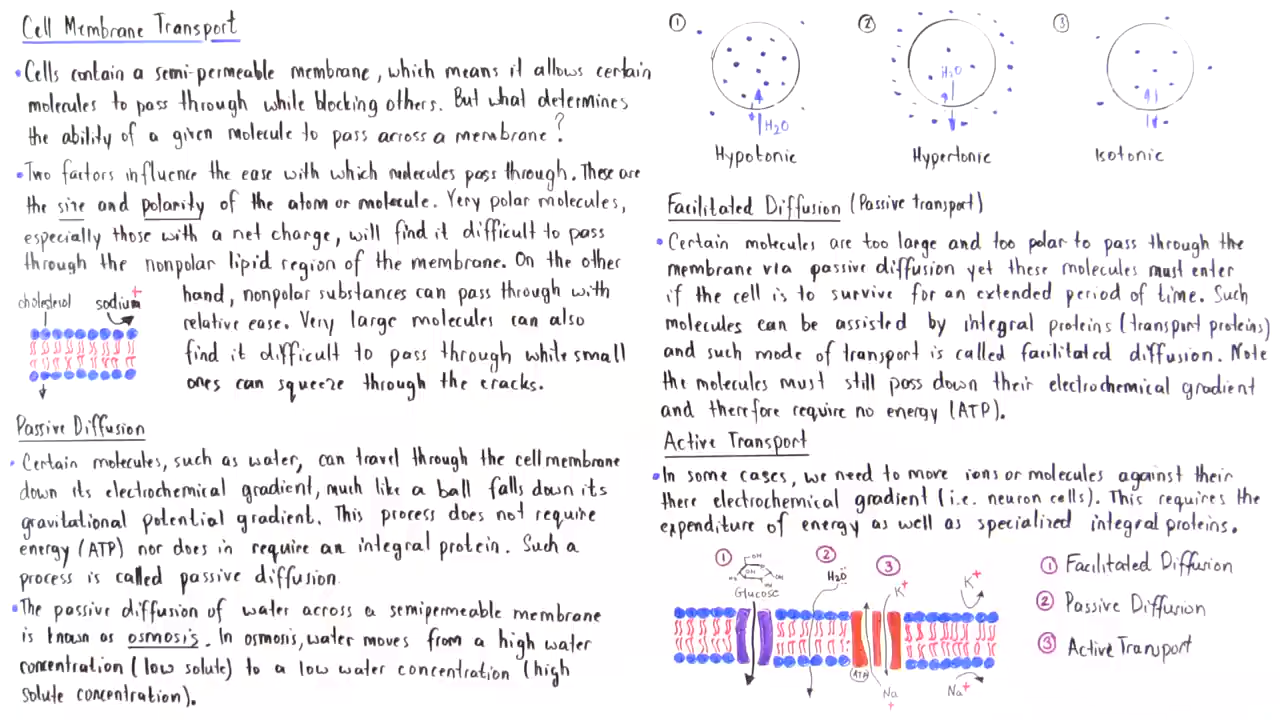 Cell Membrane Transport
• Cells contain a semi-permeable membrane, which means it allows certain
molecules to pass through while blocking others. But what determines
the ability of a given molecule to pass across a membrane?
• Two factors influence the ease with which molecules pass through. These are
the size and polarity of the atom or molecule. Very polar molecules,
especially those with a net charge, will find it difficult to pass
through the nonpolar lipid region of the membrane. On the other
hand, nonpolar substances can pass through with
relative ease. Very large molecules can also
find it difficult to pass through while small
ones can squeeze through the cracks.
cholesterol sodium +
Passive Diffusion
• Certain molecules, such as water, can travel through the cell membrane
down its electrochemical gradient, much like a ball falls down its
gravitational potential gradient. This process does not require
energy (ATP) nor does in require an integral protein. Such a
process is called passive diffusion.
• The passive diffusion of water across a semipermeable membrane
is known as osmosis. In osmosis, water moves from a high water
concentration (low solute) to a low water concentration (high
solute concentration).
① ② ③
H₂O
H₂O
Hypotonic Hypertonic Isotonic
Facilitated Diffusion (Passive transport)
• Certain molecules are too large and too polar to pass through the
membrane via passive diffusion yet these molecules must enter
if the cell is to survive for an extended period of time. Such
molecules can be assisted by integral proteins (transport proteins)
and such mode of transport is called facilitated diffusion. Note
the molecules must still pass down their electrochemical gradient
and therefore require no energy (ATP).
Active Transport
• In some cases, we need to move ions or molecules against their
there electrochemical gradient (i.e. neuron cells). This requires the
expenditure of energy as well as specialized integral proteins.
① ② ③
OH
OH
HO OH
HO
Glucose H₂O K⁺ K⁺
ATP Na⁺ Na⁺
① Facilitated Diffusion
② Passive Diffusion
③ Active Transport